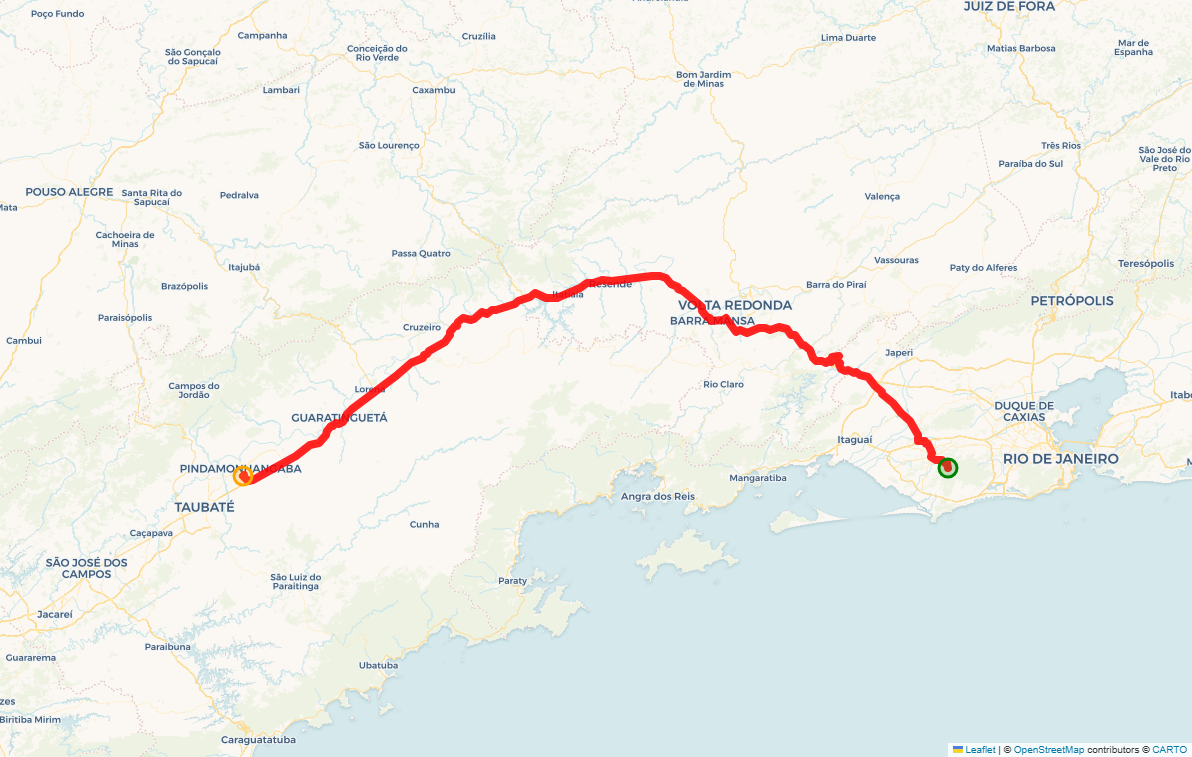 JUIZ DE FORA
Poço Fundo
Campanha
Cruzília
Lima Duarte
Matias Barbosa
Mar de
Espanha
São Gonçalo
do Sapucaí
Conceição do
Rio Verde
Bom Jardim
de Minas
Lambari
Caxambu
São Lourenço
Três Rios
Paraíba do Sul
São José do
Vale do Rio
Preto
POUSO ALEGRE
Santa Rita do
Sapucaí
Pedralva
Valença
Mata
Cachoeira de
Minas
Passa Quatro
Itajubá
Vassouras
Paty do Alferes
Teresópolis
Brazópolis
Itatiaia
Resende
Barra do Piraí
VOLTA REDONDA
BARRA MANSA
PETRÓPOLIS
Paraisópolis
Cruzeiro
Cambui
Japeri
Campos do
Jordão
Lorena
Rio Claro
Itabo
DUQUE DE
CAXIAS
GUARATINGUETÁ
Itaguaí
RIO DE JANEIRO
PINDAMONHANGABA
Mangaratiba
Angra dos Reis
TAUBATÉ
Cunha
Caçapava
SÃO JOSÉ DOS
CAMPOS
São Luiz do
Paraitinga
Paraty
Jacareí
Paraibuna
Guararema
Ubatuba
zes
Biritiba Mirim
Caraguatatuba
Leaflet | © OpenStreetMap contributors © CARTO